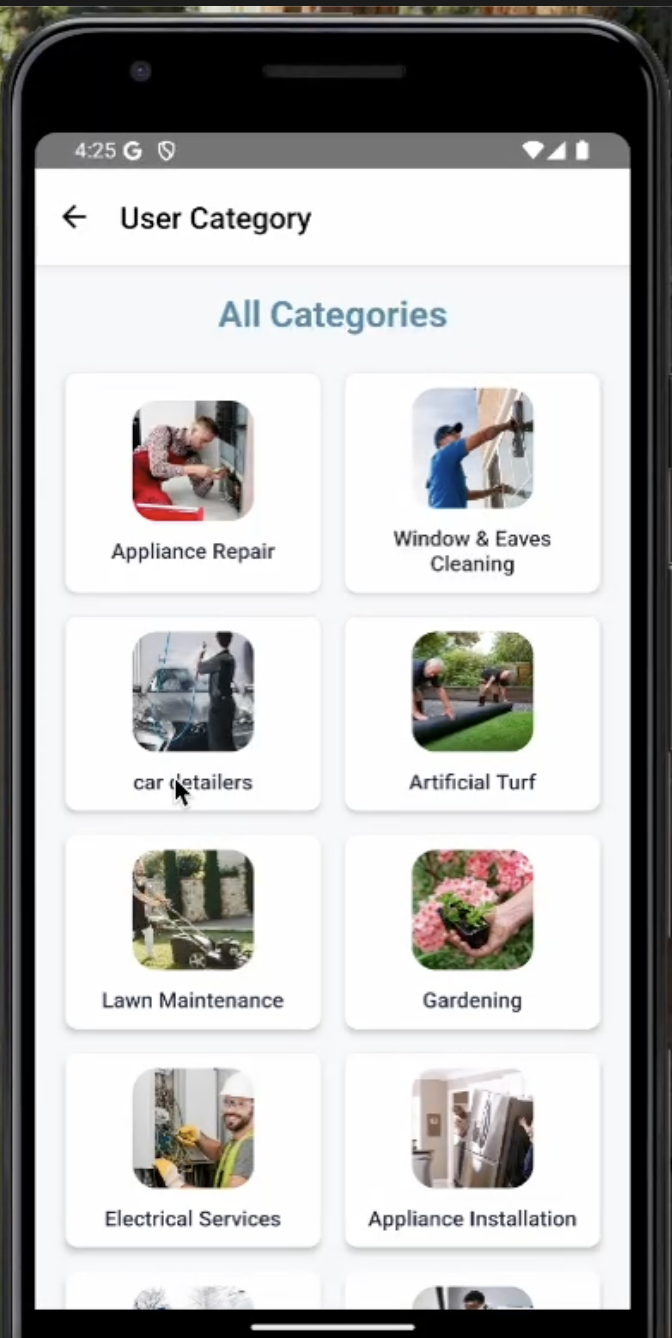 4:25 G
User Category
All Categories
Appliance Repair
Window & Eaves
Cleaning
car detailers
Artificial Turf
Lawn Maintenance
Gardening
Electrical Services
Appliance Installation